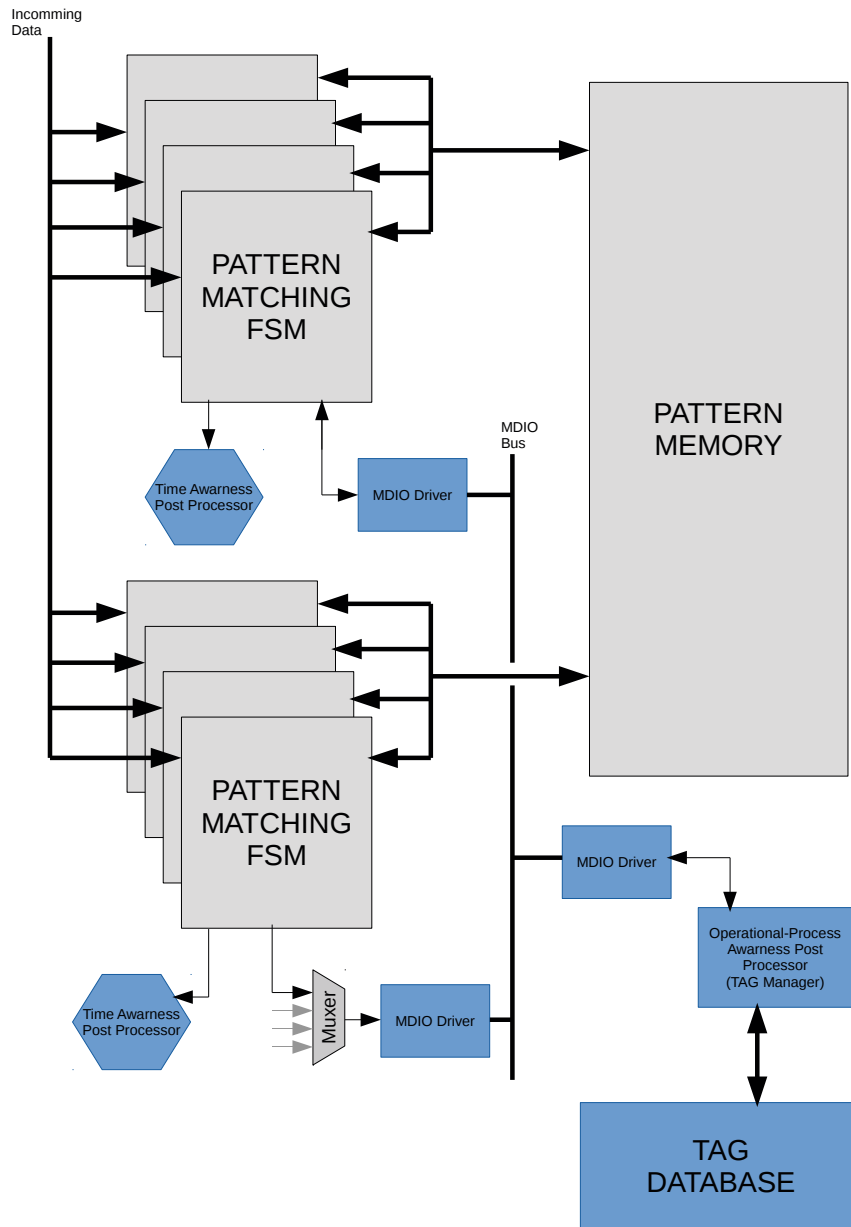 Incomming
Data
PATTERN
MATCHING
FSM
PATTERN
MEMORY
MDIO
Bus
Time Awarness
Post Processor
MDIO Driver
PATTERN
MATCHING
FSM
MDIO Driver
Operational-Process
Awarness Post
Processor
(TAG Manager)
Time Awarness
Post Processor
Muxer
MDIO Driver
TAG
DATABASE